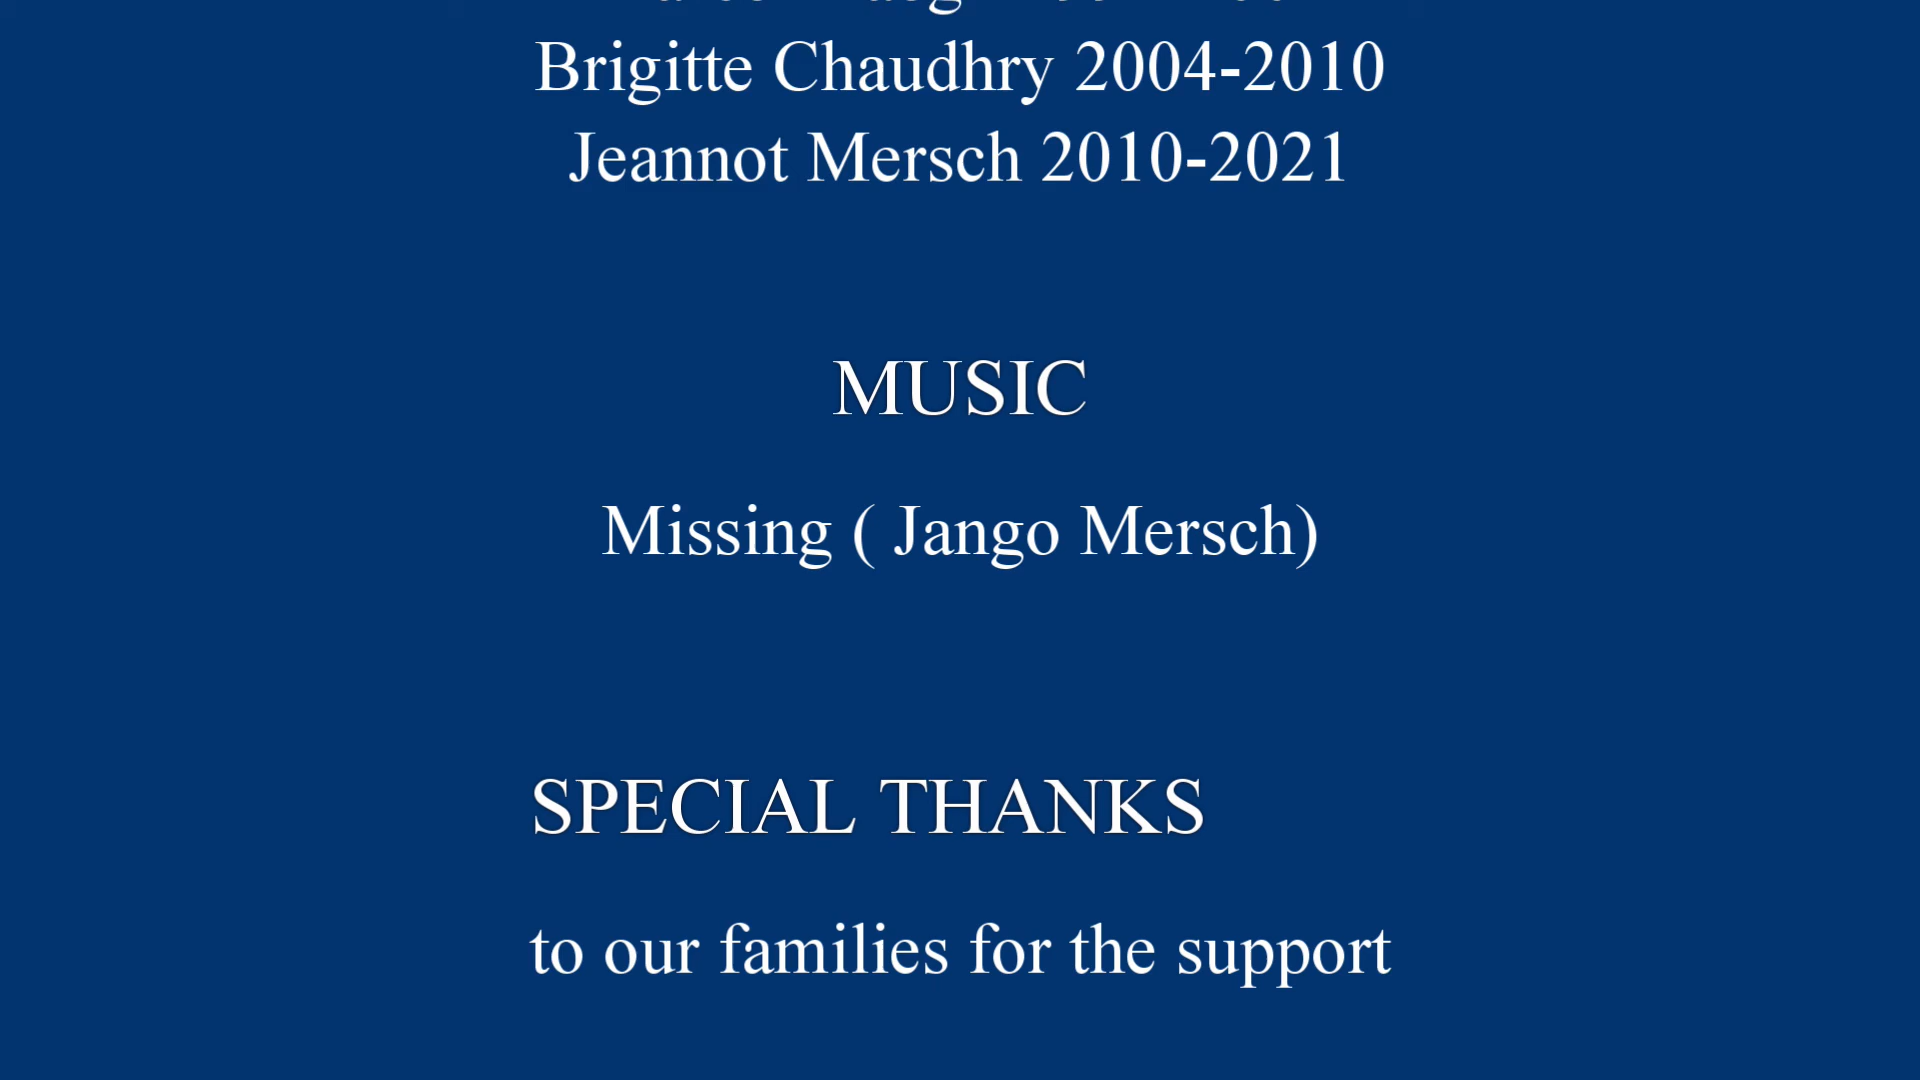 Brigitte Chaudhry 2004-2010
Jeannot Mersch 2010-2021
MUSIC
Missing ( Jango Mersch)
SPECIAL THANKS
to our families for the support